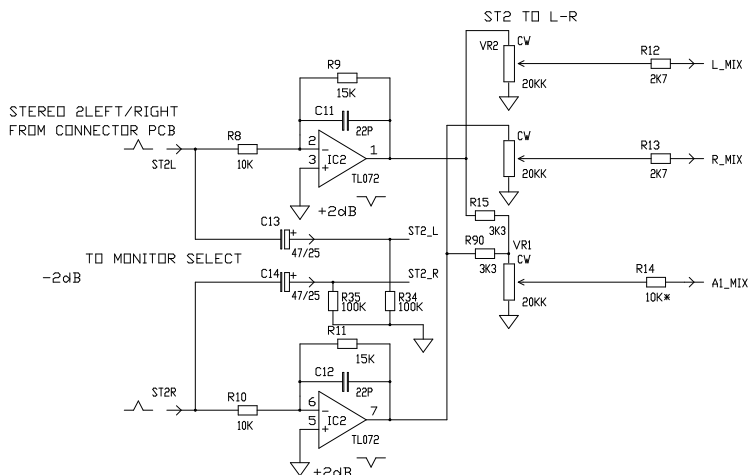 ST2 TO L-R
VR2
CW
20KK
R12
2K7
L_MIX
R9
15K
C11
22P
STEREO 2LEFT/RIGHT
FROM CONNECTOR PCB
ST2L
R8
10K
2
3
1
IC2
TL072
+2dB
CW
20KK
R13
2K7
R_MIX
R15
3K3
R90
3K3
C13
+
47/25
ST2_L
TO MONITOR SELECT
-2dB
C14
+
47/25
ST2_R
R35
100K
R34
100K
VR1
CW
20KK
R14
10K*
A1_MIX
R11
15K
C12
22P
ST2R
R10
10K
6
5
7
IC2
TL072
+2dB